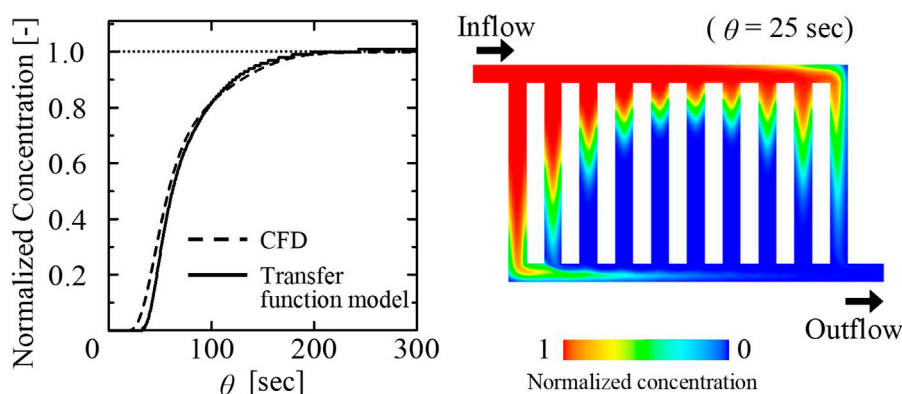 Normalized Concentration [-]
1.0
0.8
0.6
0.4
0.2
0
100
200
300
θ [sec]
CFD
Transfer
function model
Inflow
( θ = 25 sec)
Outflow
1
0
Normalized concentration